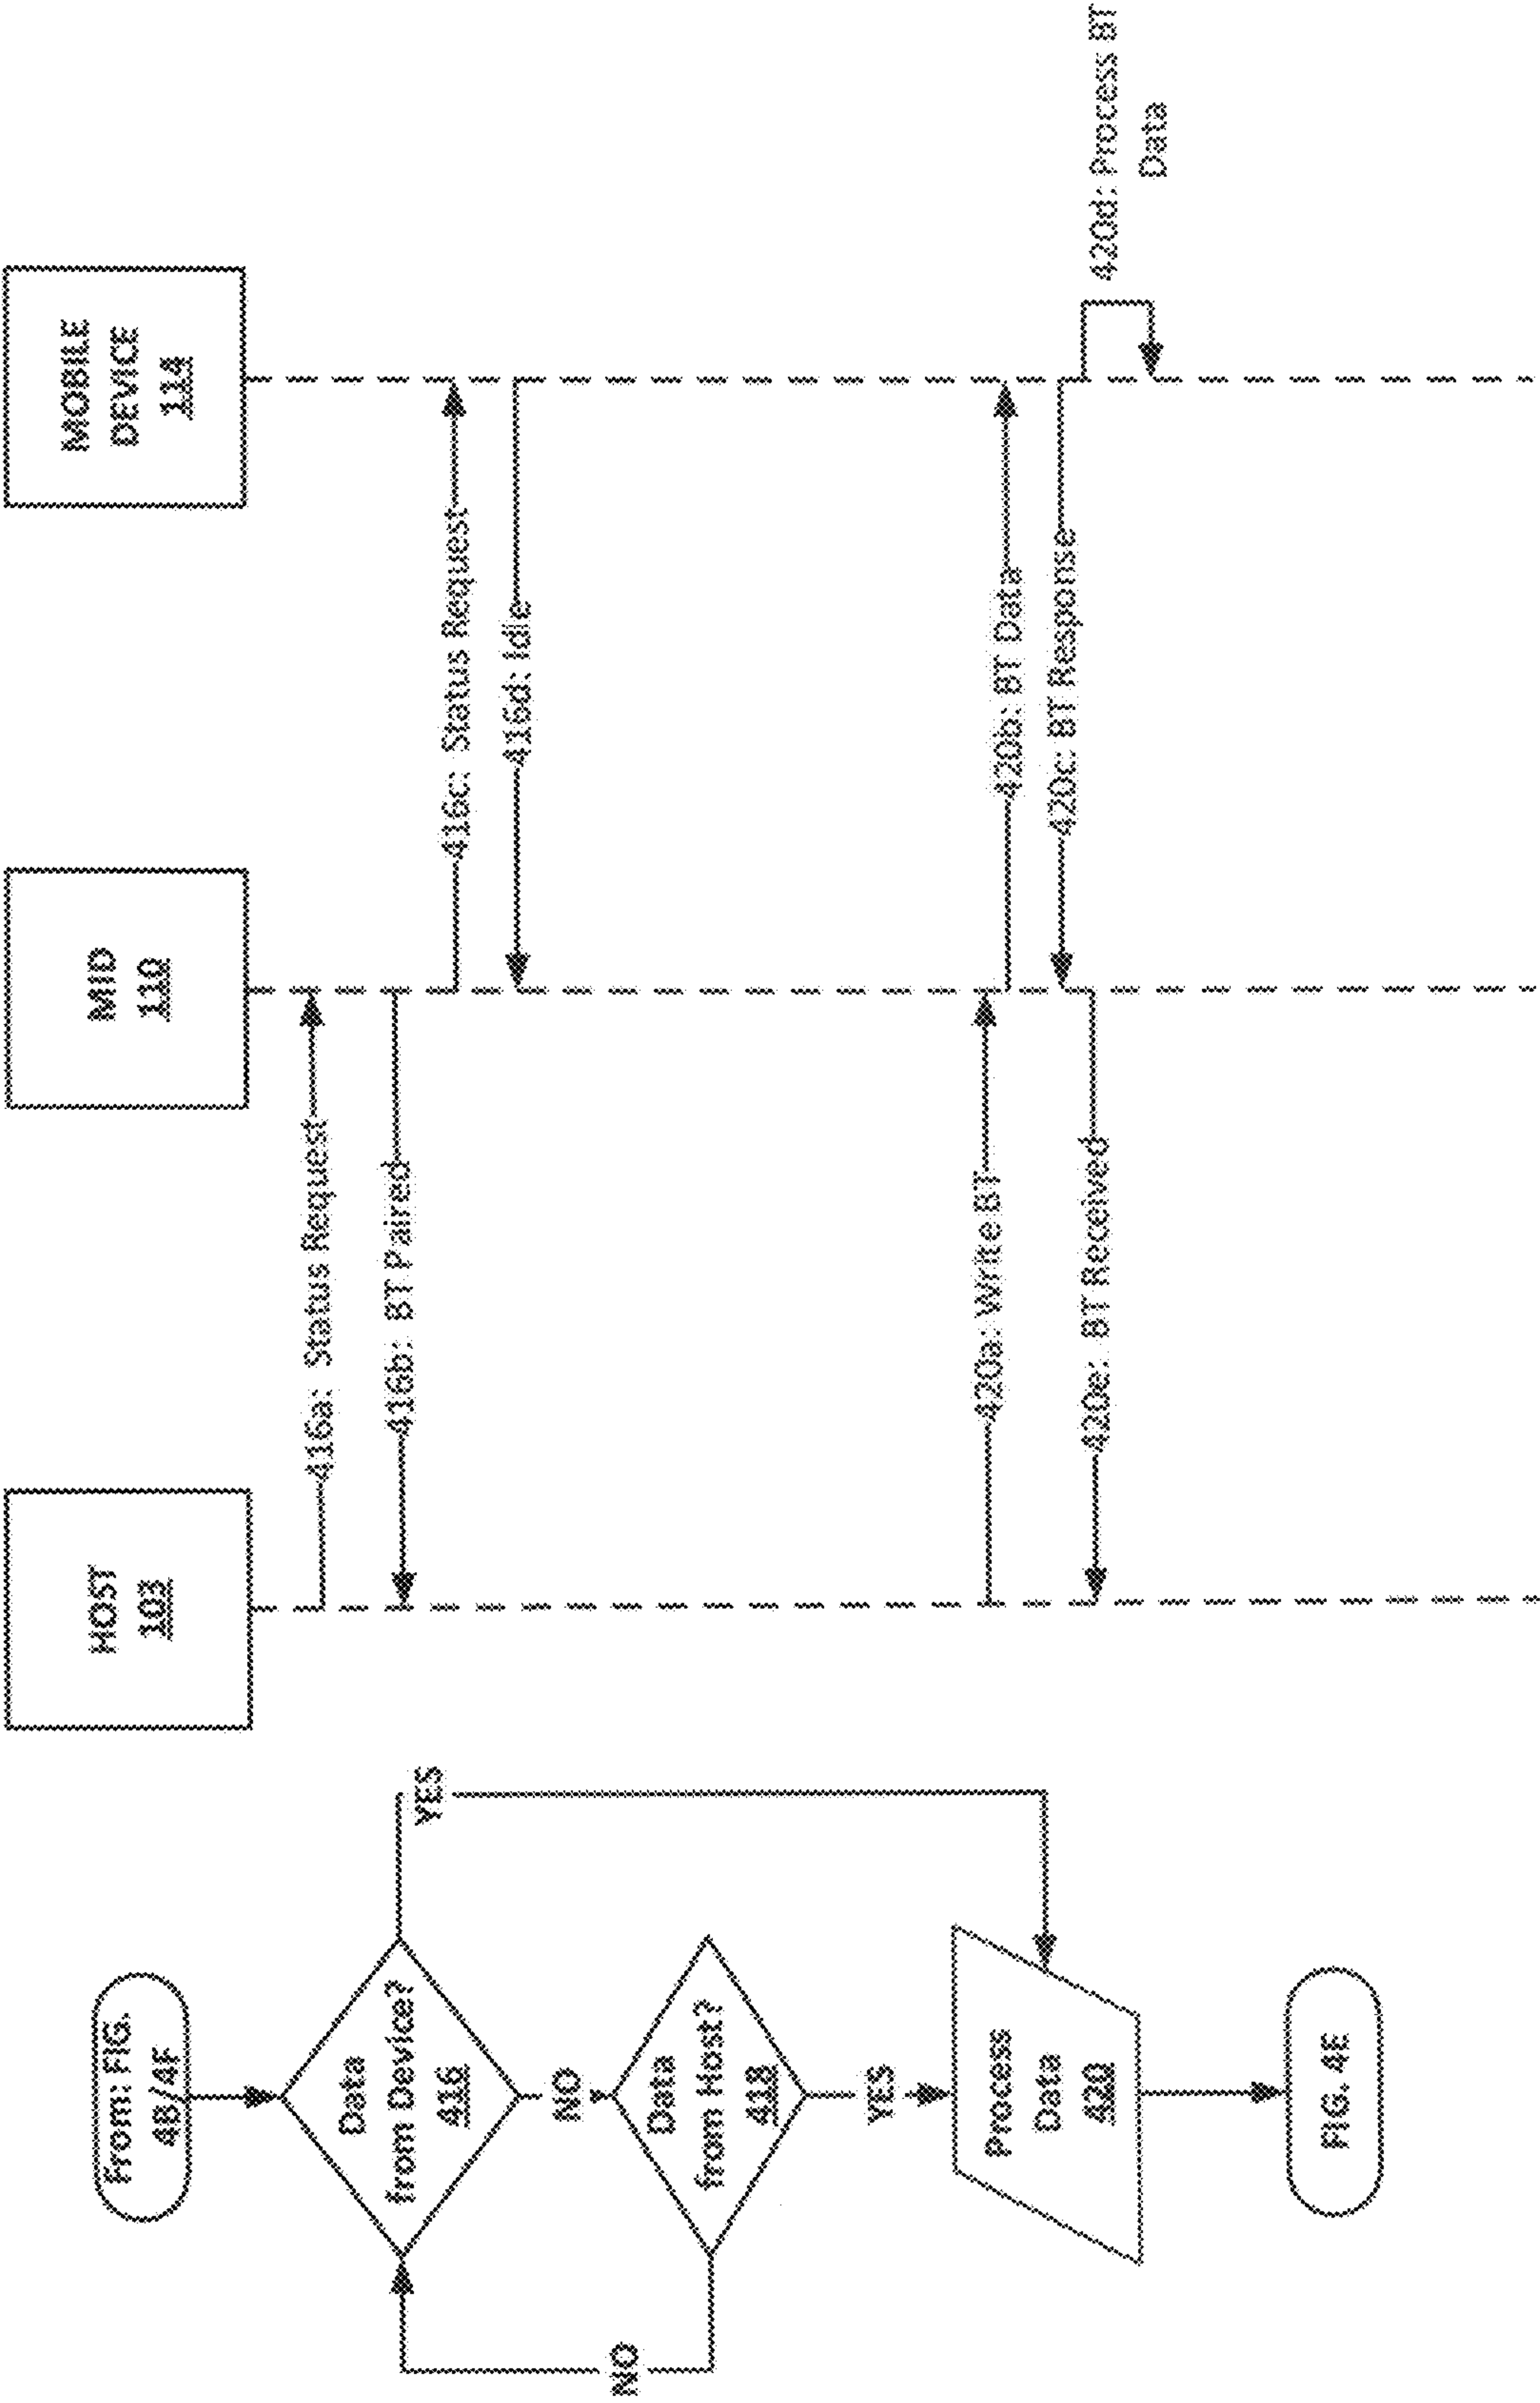 From: FIG.
4B/4F
Data
from Device?
416
YES
NO
Data
from Host?
418
NO
YES
Process
Data
420
FIG. 4E
HOST
103
MID
110
MOBILE
DEVICE
114
416a: Status Request
416b: BT Paired
416c: Status Request
416d: Idle
420a: Write BT
420b: BT Data
420c: BT Response
420d: Process BT
Data
420e: BT Received